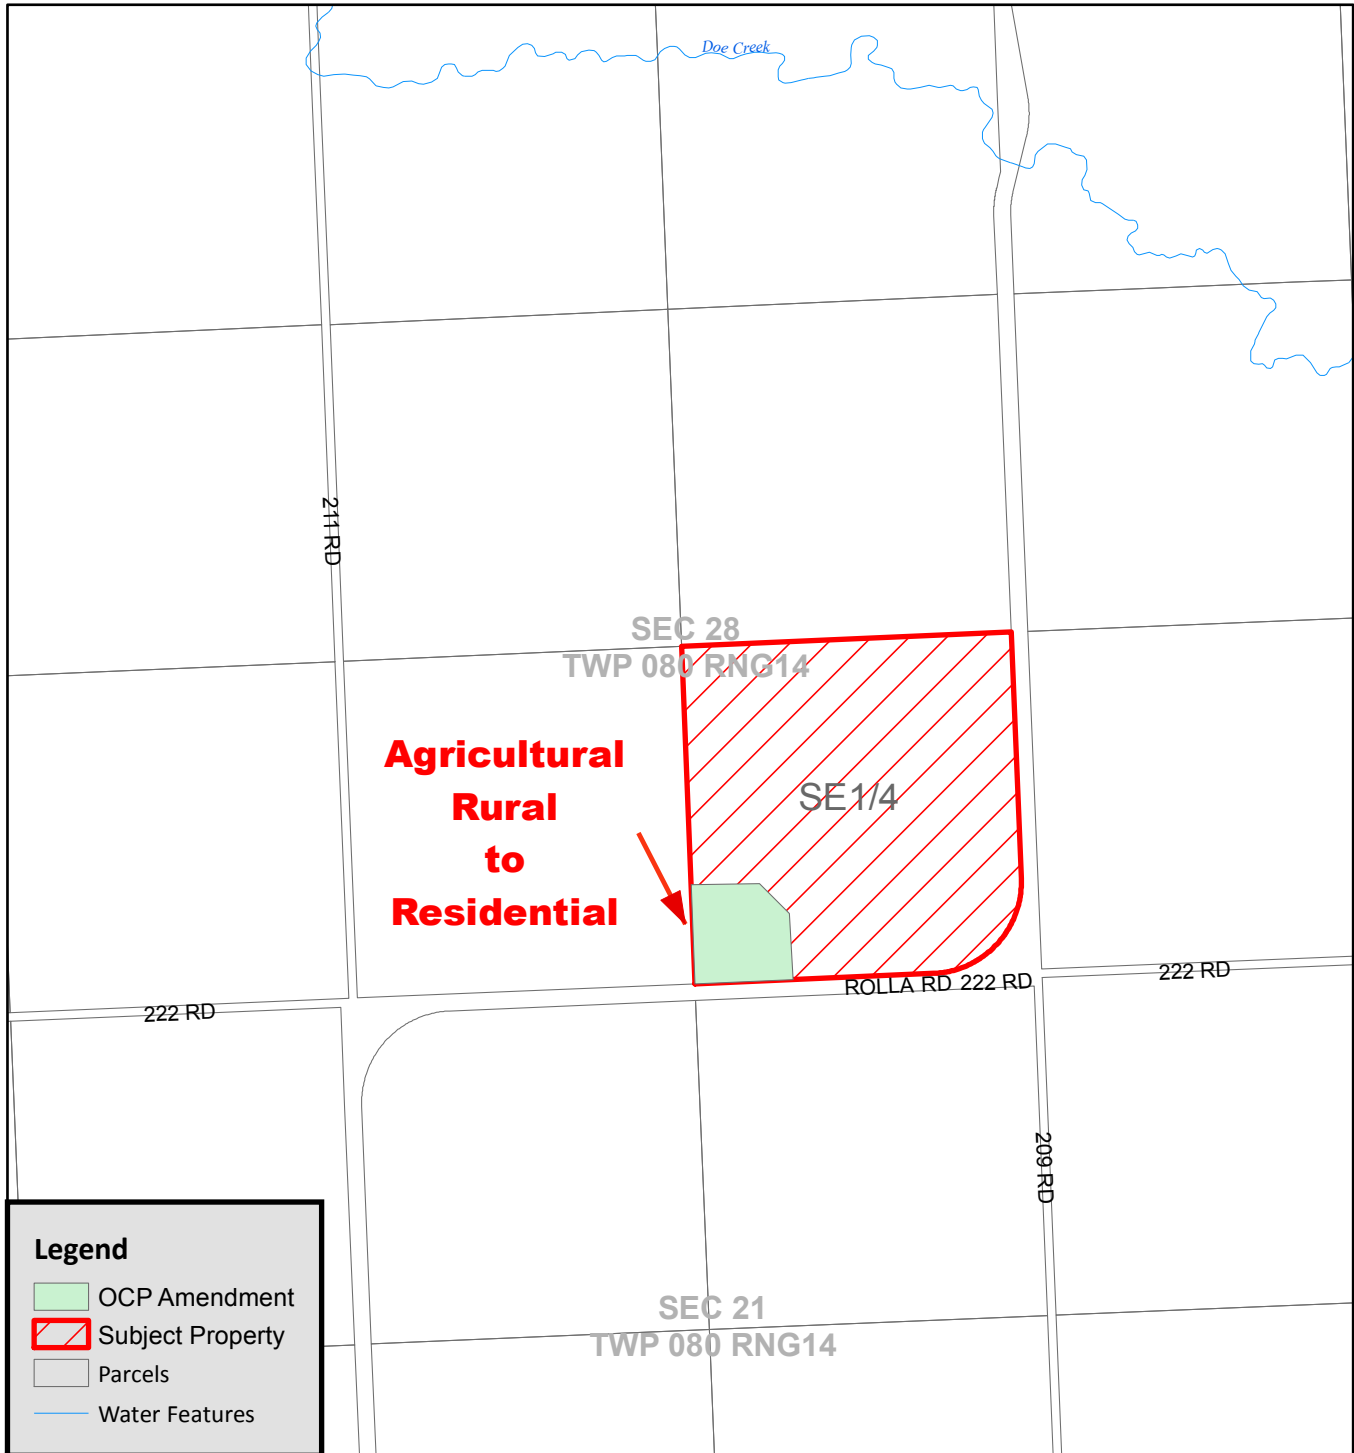 Doe Creek
211 RD
SEC 28
TWP 080 RNG14
Agricultural
Rural
to
Residential
SE1/4
222 RD
ROLLA RD 222 RD
222 RD
209 RD
SEC 21
TWP 080 RNG14
Legend
OCP Amendment
Subject Property
Parcels
Water Features